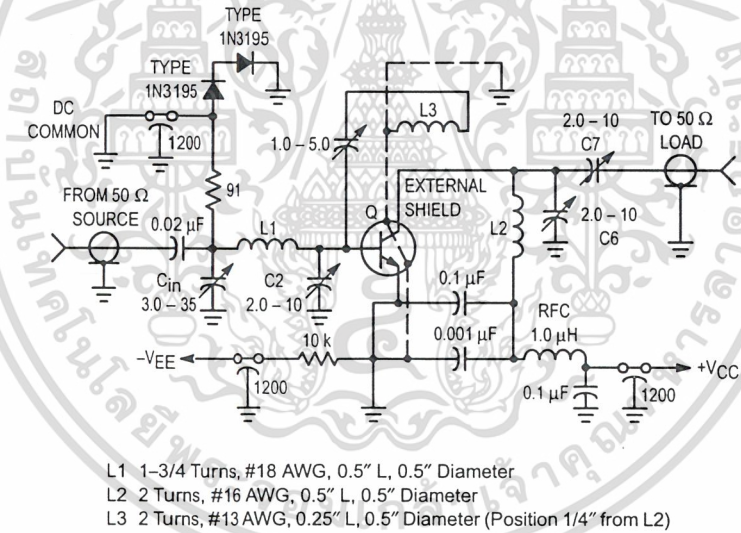 TYPE
1N3195
TYPE
1N3195
DC
COMMON
1200
91
FROM 50 Ω
SOURCE
0.02 μF
Cin
3.0 – 35
L1
C2
2.0 – 10
1.0 – 5.0
L3
Q
EXTERNAL
SHIELD
L2
2.0 – 10
C7
TO 50 Ω
LOAD
2.0 – 10
C6
0.1 μF
0.001 μF
RFC
1.0 μH
0.1 μF
+VCC
1200
–VEE
1200
10 k
L1 1–3/4 Turns, #18 AWG, 0.5″ L, 0.5″ Diameter
L2 2 Turns, #16 AWG, 0.5″ L, 0.5″ Diameter
L3 2 Turns, #13 AWG, 0.25″ L, 0.5″ Diameter (Position 1/4″ from L2)